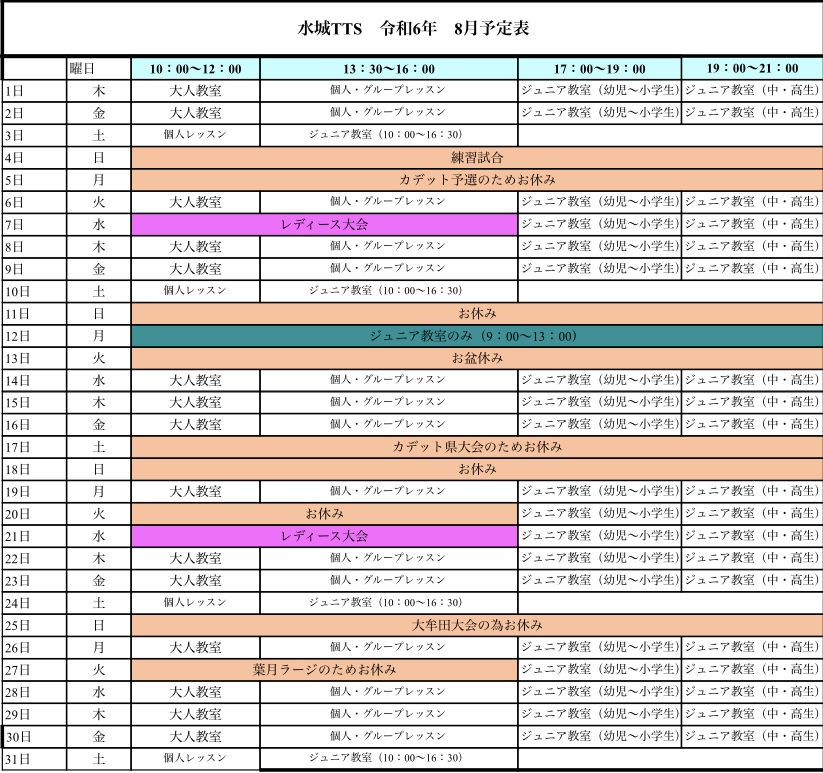 水城TTS　令和6年　8月予定表
曜日 10：00〜12：00 13：30〜16：00 17：00〜19：00 19：00〜21：00
1日 木 大人教室 個人・グループレッスン ジュニア教室（幼児〜小学生） ジュニア教室（中・高生）
2日 金 大人教室 個人・グループレッスン ジュニア教室（幼児〜小学生） ジュニア教室（中・高生）
3日 土 個人レッスン ジュニア教室（10：00〜16：30）
4日 日 練習試合
5日 月 カデット予選のためお休み
6日 火 大人教室 個人・グループレッスン ジュニア教室（幼児〜小学生） ジュニア教室（中・高生）
7日 水 レディース大会 ジュニア教室（幼児〜小学生） ジュニア教室（中・高生）
8日 木 大人教室 個人・グループレッスン ジュニア教室（幼児〜小学生） ジュニア教室（中・高生）
9日 金 大人教室 個人・グループレッスン ジュニア教室（幼児〜小学生） ジュニア教室（中・高生）
10日 土 個人レッスン ジュニア教室（10：00〜16：30）
11日 日 お休み
12日 月 ジュニア教室のみ（9：00〜13：00）
13日 火 お盆休み
14日 水 大人教室 個人・グループレッスン ジュニア教室（幼児〜小学生） ジュニア教室（中・高生）
15日 木 大人教室 個人・グループレッスン ジュニア教室（幼児〜小学生） ジュニア教室（中・高生）
16日 金 大人教室 個人・グループレッスン ジュニア教室（幼児〜小学生） ジュニア教室（中・高生）
17日 土 カデット県大会のためお休み
18日 日 お休み
19日 月 大人教室 個人・グループレッスン ジュニア教室（幼児〜小学生） ジュニア教室（中・高生）
20日 火 お休み ジュニア教室（幼児〜小学生） ジュニア教室（中・高生）
21日 水 レディース大会 ジュニア教室（幼児〜小学生） ジュニア教室（中・高生）
22日 木 大人教室 個人・グループレッスン ジュニア教室（幼児〜小学生） ジュニア教室（中・高生）
23日 金 大人教室 個人・グループレッスン ジュニア教室（幼児〜小学生） ジュニア教室（中・高生）
24日 土 個人レッスン ジュニア教室（10：00〜16：30）
25日 日 大牟田大会の為お休み
26日 月 大人教室 個人・グループレッスン ジュニア教室（幼児〜小学生） ジュニア教室（中・高生）
27日 火 葉月ラージのためお休み ジュニア教室（幼児〜小学生） ジュニア教室（中・高生）
28日 水 大人教室 個人・グループレッスン ジュニア教室（幼児〜小学生） ジュニア教室（中・高生）
29日 木 大人教室 個人・グループレッスン ジュニア教室（幼児〜小学生） ジュニア教室（中・高生）
30日 金 大人教室 個人・グループレッスン ジュニア教室（幼児〜小学生） ジュニア教室（中・高生）
31日 土 個人レッスン ジュニア教室（10：00〜16：30）